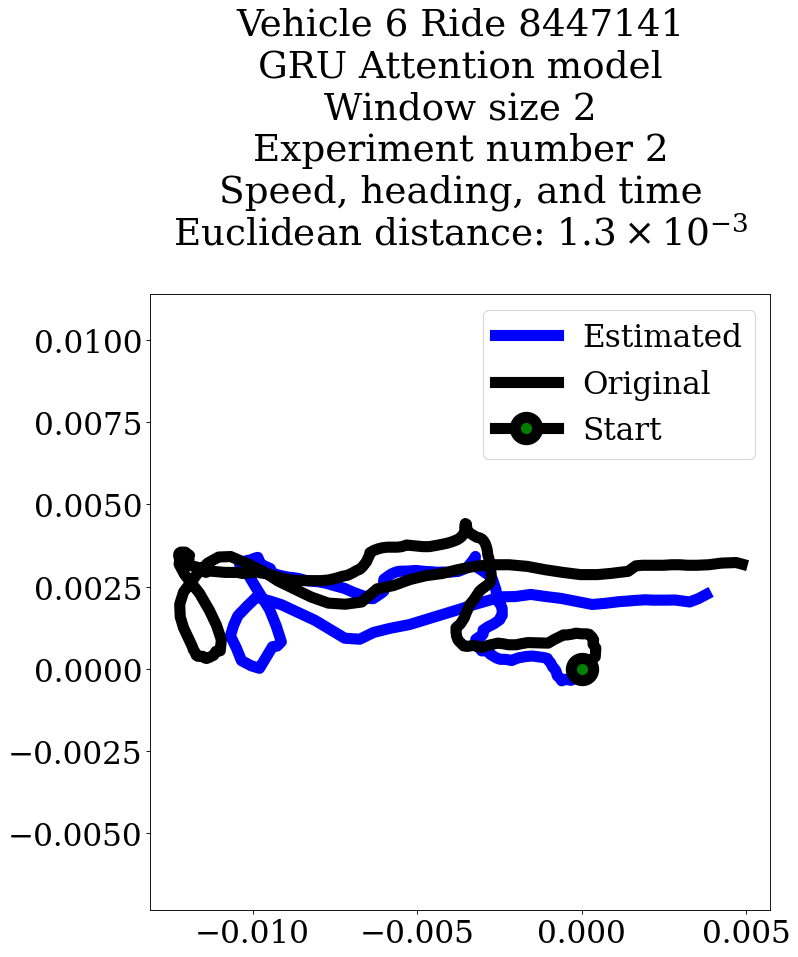 Vehicle 6 Ride 8447141
GRU Attention model
Window size 2
Experiment number 2
Speed, heading, and time
Euclidean distance: 1.3 × 10⁻³
Estimated
Original
Start
0.0100
0.0075
0.0050
0.0025
0.0000
−0.0025
−0.0050
−0.010 −0.005 0.000 0.005